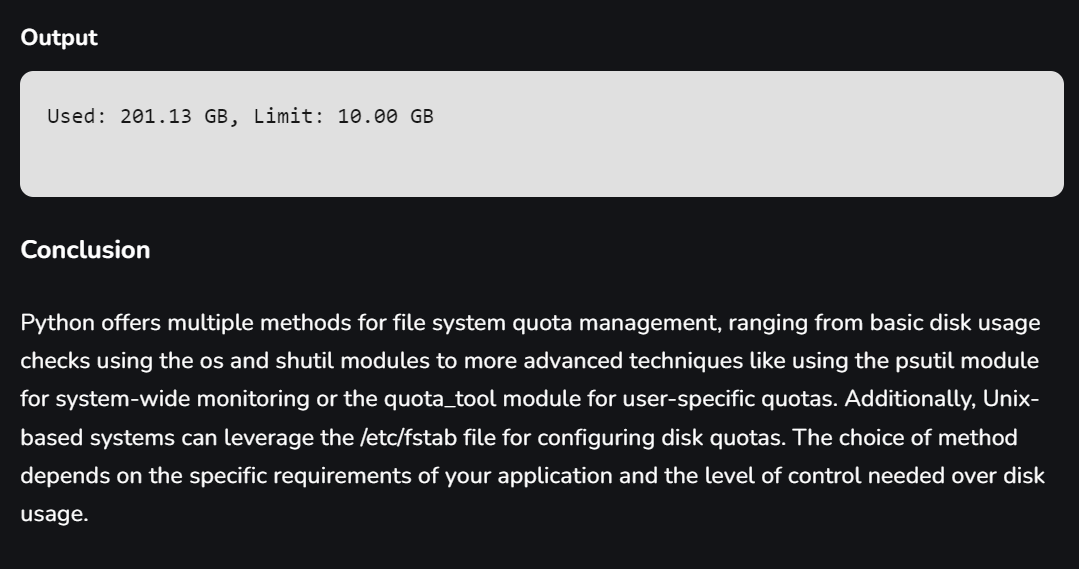 Output
Used: 201.13 GB, Limit: 10.00 GB
Conclusion
Python offers multiple methods for file system quota management, ranging from basic disk usage
checks using the os and shutil modules to more advanced techniques like using the psutil module
for system-wide monitoring or the quota_tool module for user-specific quotas. Additionally, Unix-
based systems can leverage the /etc/fstab file for configuring disk quotas. The choice of method
depends on the specific requirements of your application and the level of control needed over disk
usage.